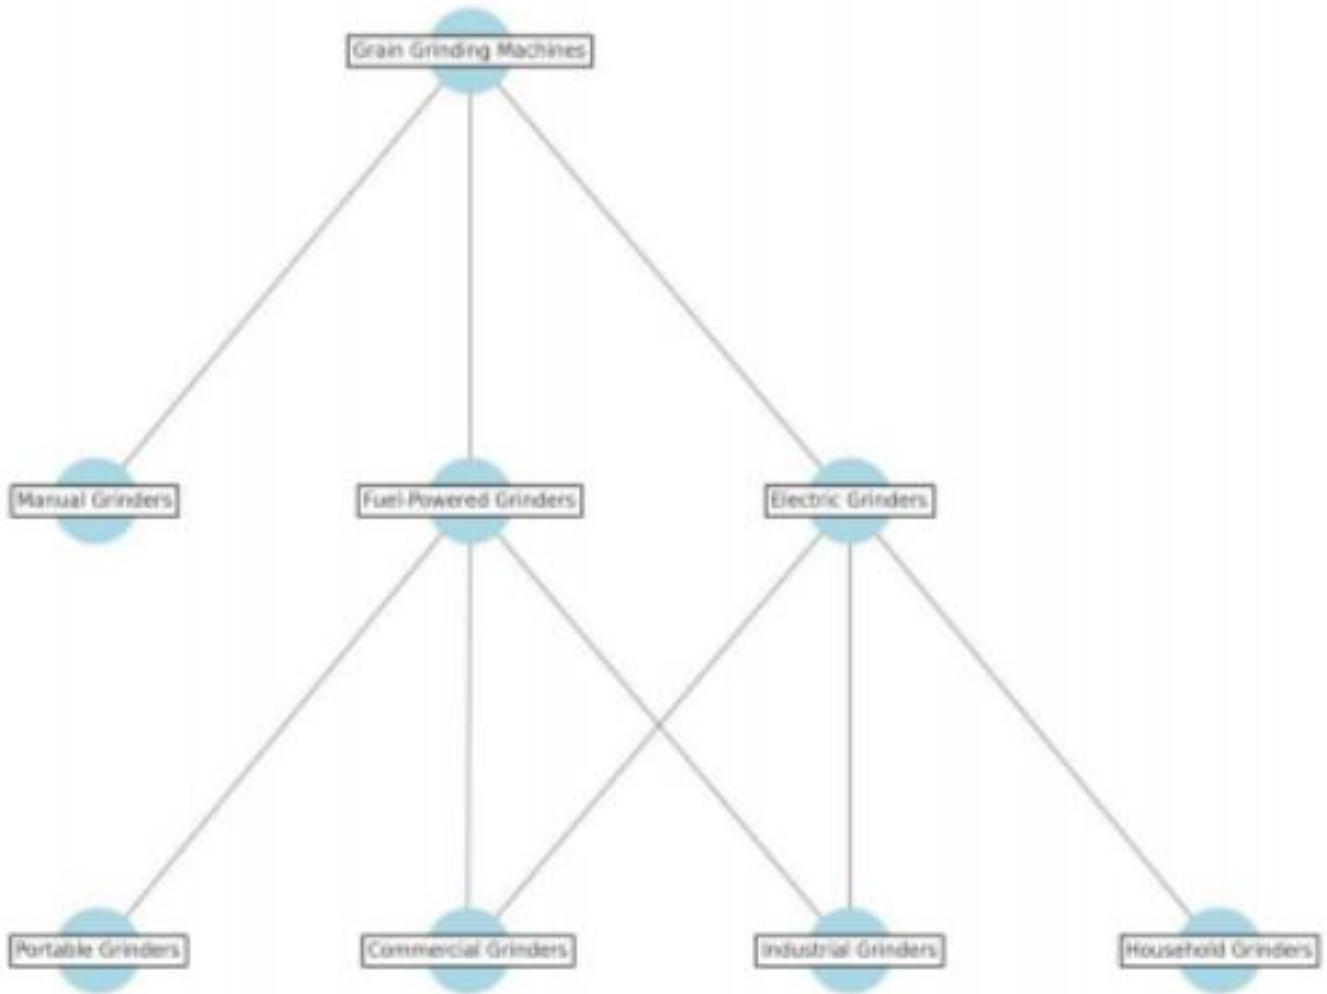 Grain Grinding Machines
Manual Grinders
Fuel-Powered Grinders
Electric Grinders
Portable Grinders
Commercial Grinders
Industrial Grinders
Household Grinders